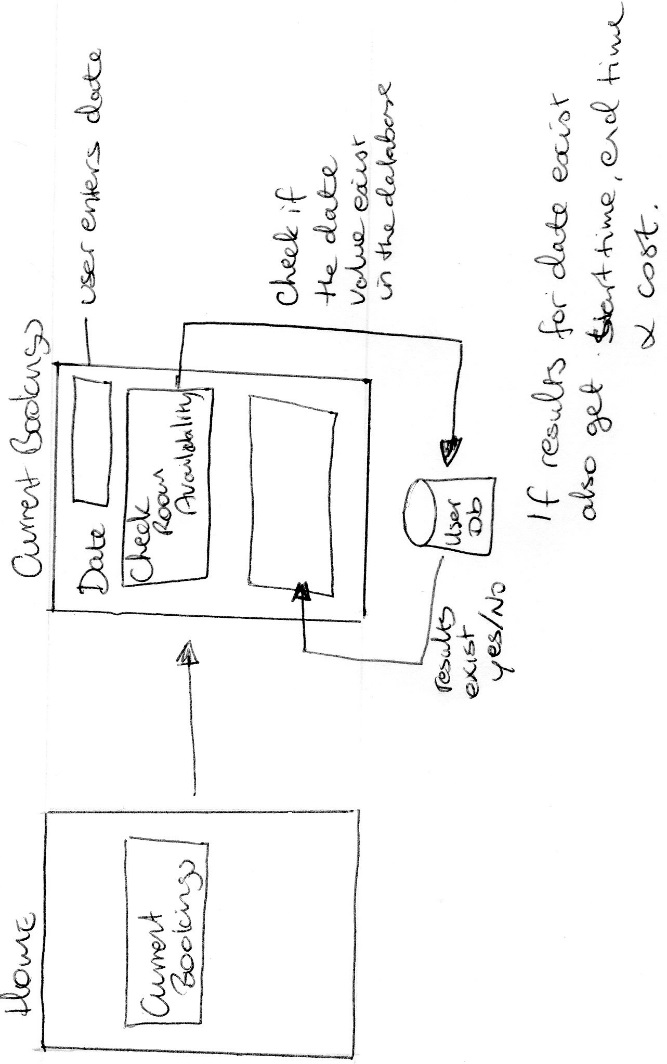 Home
Current
Bookings
Current Bookings
Date
user enters date
Check
Room
Availability
Check if
the date
value exist
in the database
User
Db
results
exist
yes/No
If results for date exist
also get start time, end time
& cost.